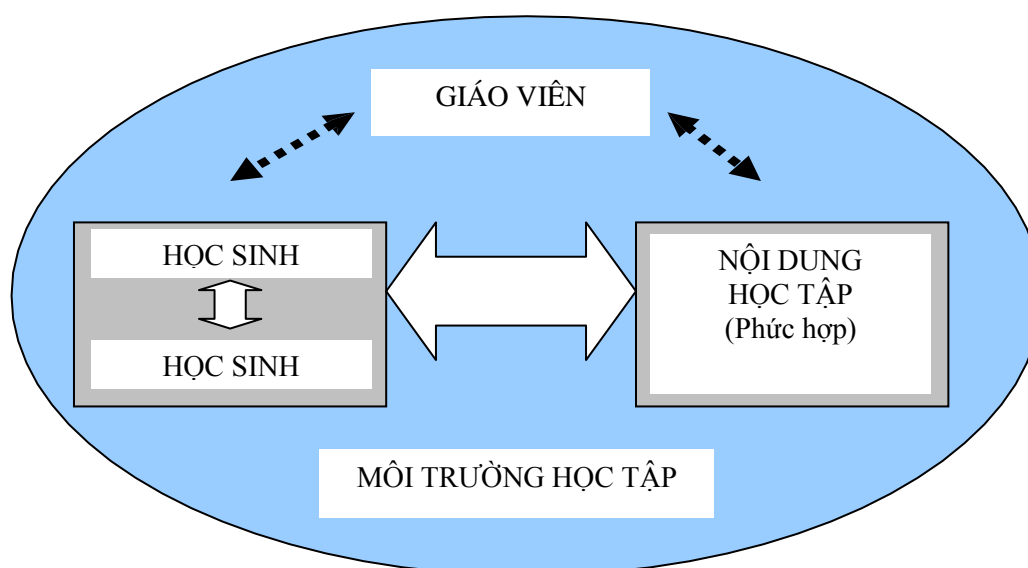 GIÁO VIÊN
HỌC SINH
HỌC SINH
NỘI DUNG
HỌC TẬP
(Phức hợp)
MÔI TRƯỜNG HỌC TẬP